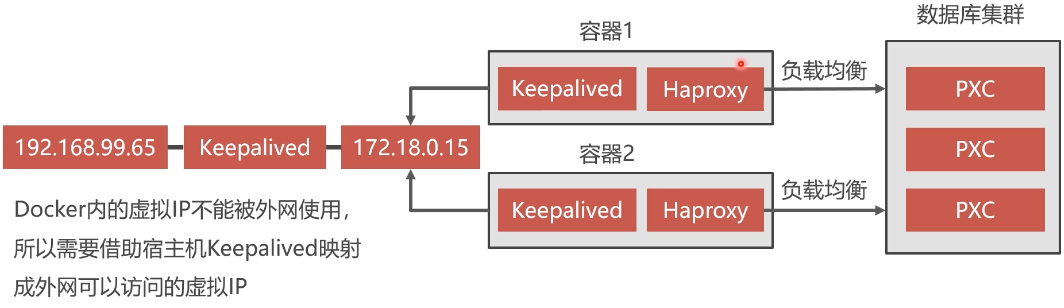 数据库集群
容器1
Keepalived
Haproxy
负载均衡
PXC
192.168.99.65
Keepalived
172.18.0.15
PXC
容器2
Keepalived
Haproxy
负载均衡
PXC
Docker内的虚拟IP不能被外网使用，
所以需要借助宿主机Keepalived映射
成外网可以访问的虚拟IP